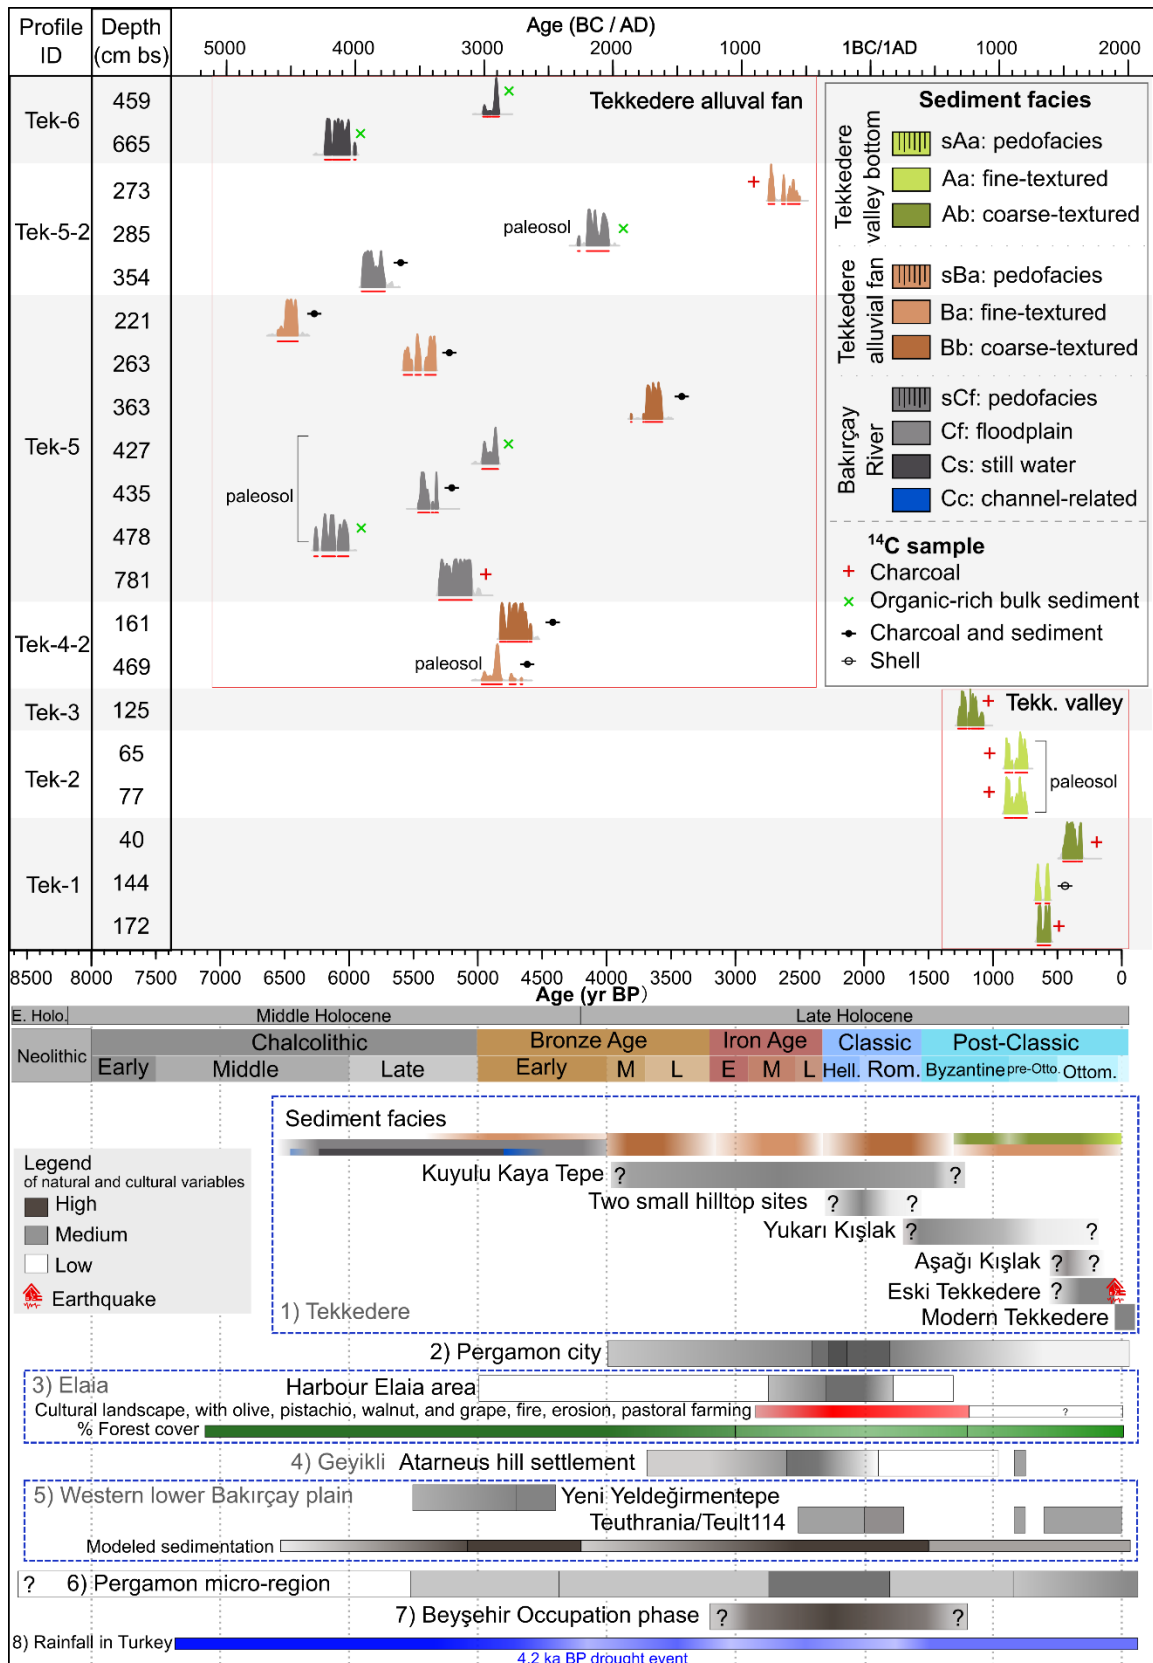 Profile ID
Depth (cm bs)
Age (BC / AD)
5000 4000 3000 2000 1000 1BC/1AD 1000 2000
Tekkedere alluval fan
Tek-6
459
665
Tek-5-2
273
285
354
paleosol
Tek-5
221
263
363
427
435
478
781
paleosol
Tek-4-2
161
469
paleosol
Tek-3
125
Tekk. valley
Tek-2
65
77
paleosol
Tek-1
40
144
172
Sediment facies
Tekkedere valley bottom
sAa: pedofacies
Aa: fine-textured
Ab: coarse-textured
Tekkedere alluvial fan
sBa: pedofacies
Ba: fine-textured
Bb: coarse-textured
Bakırçay River
sCf: pedofacies
Cf: floodplain
Cs: still water
Cc: channel-related
14C sample
+ Charcoal
× Organic-rich bulk sediment
Charcoal and sediment
Shell
8500 8000 7500 7000 6500 6000 5500 5000 4500 4000 3500 3000 2500 2000 1500 1000 500 0
Age (yr BP)
E. Holo. Middle Holocene Late Holocene
Neolithic Chalcolithic Bronze Age Iron Age Classic Post-Classic
Early Middle Late Early M L E M L Hell. Rom. Byzantine pre-Otto. Ottom.
Sediment facies
Legend
of natural and cultural variables
High
Medium
Low
Earthquake
Kuyulu Kaya Tepe ? ?
Two small hilltop sites ? ?
Yukarı Kışlak ? ?
Aşağı Kışlak ? ?
Eski Tekkedere ?
1) Tekkedere
Modern Tekkedere
2) Pergamon city
3) Elaia
Harbour Elaia area
Cultural landscape, with olive, pistachio, walnut, and grape, fire, erosion, pastoral farming ?
% Forest cover
4) Geyikli Atarneus hill settlement
5) Western lower Bakırçay plain
Yeni Yeldeğirmentepe
Teuthrania/Teult114
Modeled sedimentation
? 6) Pergamon micro-region
7) Beyşehir Occupation phase ? ?
8) Rainfall in Turkey
4.2 ka BP drought event